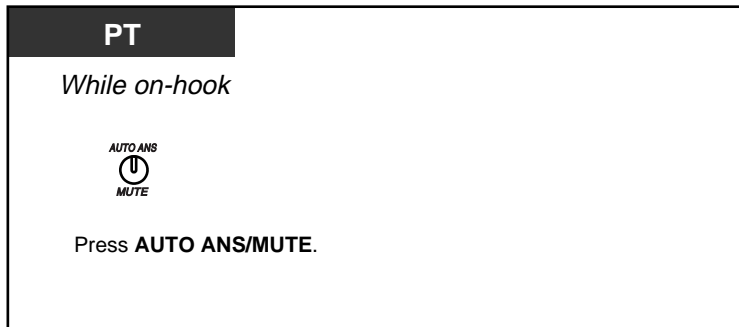 PT
While on-hook
AUTO ANS
MUTE
Press AUTO ANS/MUTE.